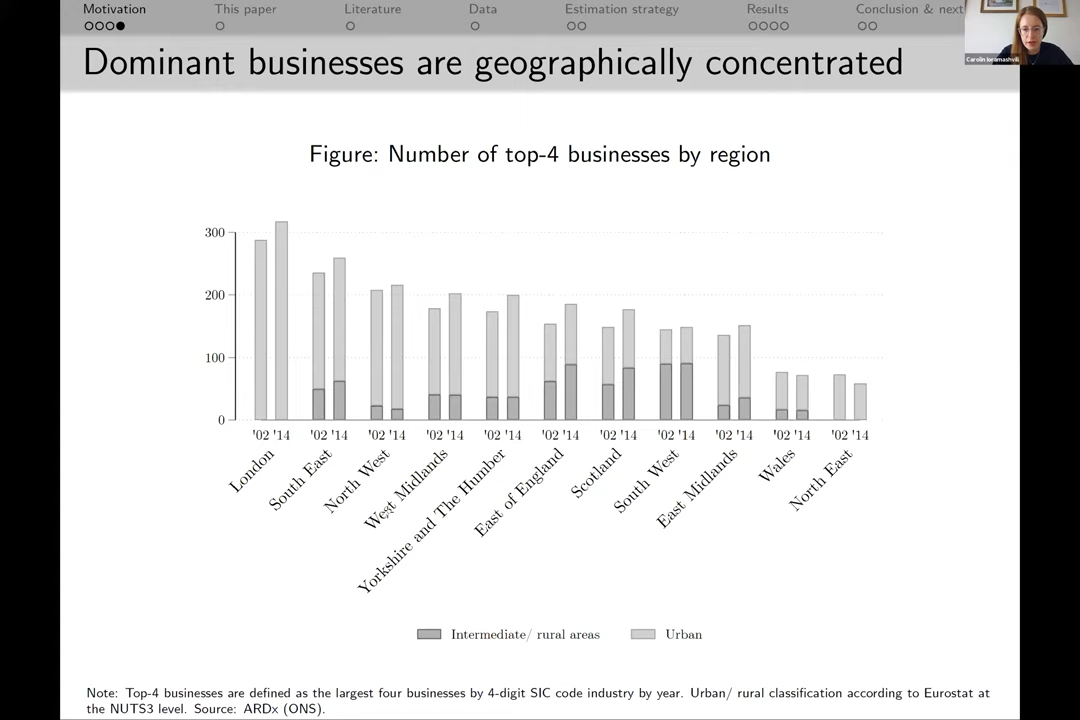 Motivation This paper Literature Data Estimation strategy Results Conclusion & next
Carolin Ioramashvili
Dominant businesses are geographically concentrated
Figure: Number of top-4 businesses by region
300
200
100
0
'02 '14 '02 '14 '02 '14 '02 '14 '02 '14 '02 '14 '02 '14 '02 '14 '02 '14 '02 '14 '02 '14
London
South East
North West
West Midlands
Yorkshire and The Humber
East of England
Scotland
South West
East Midlands
Wales
North East
Intermediate/ rural areas Urban
Note: Top-4 businesses are defined as the largest four businesses by 4-digit SIC code industry by year. Urban/ rural classification according to Eurostat at
the NUTS3 level. Source: ARDx (ONS).